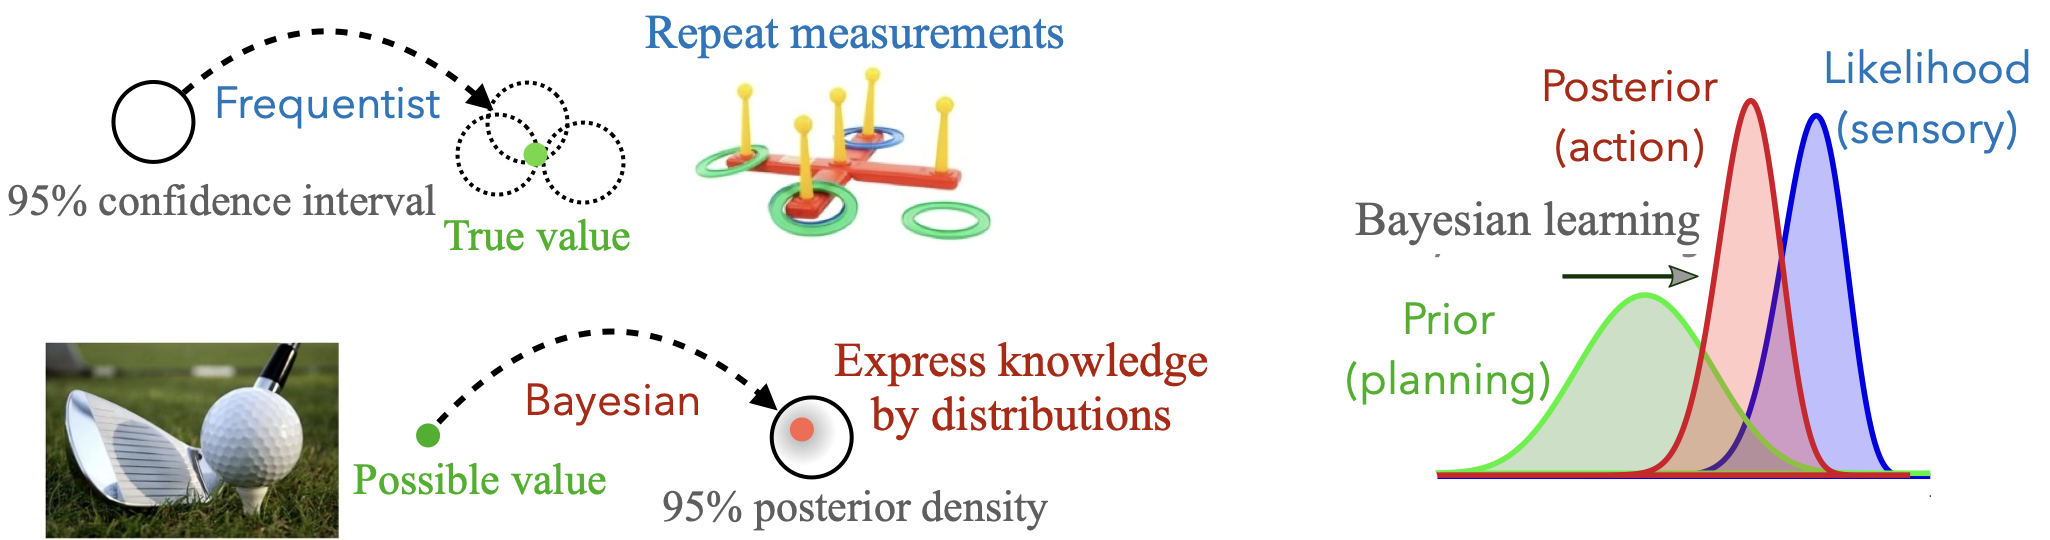 Repeat measurements
Frequentist
95% confidence interval
True value
Express knowledge
by distributions
Bayesian
Possible value
95% posterior density
Posterior
(action)
Likelihood
(sensory)
Bayesian learning
Prior
(planning)